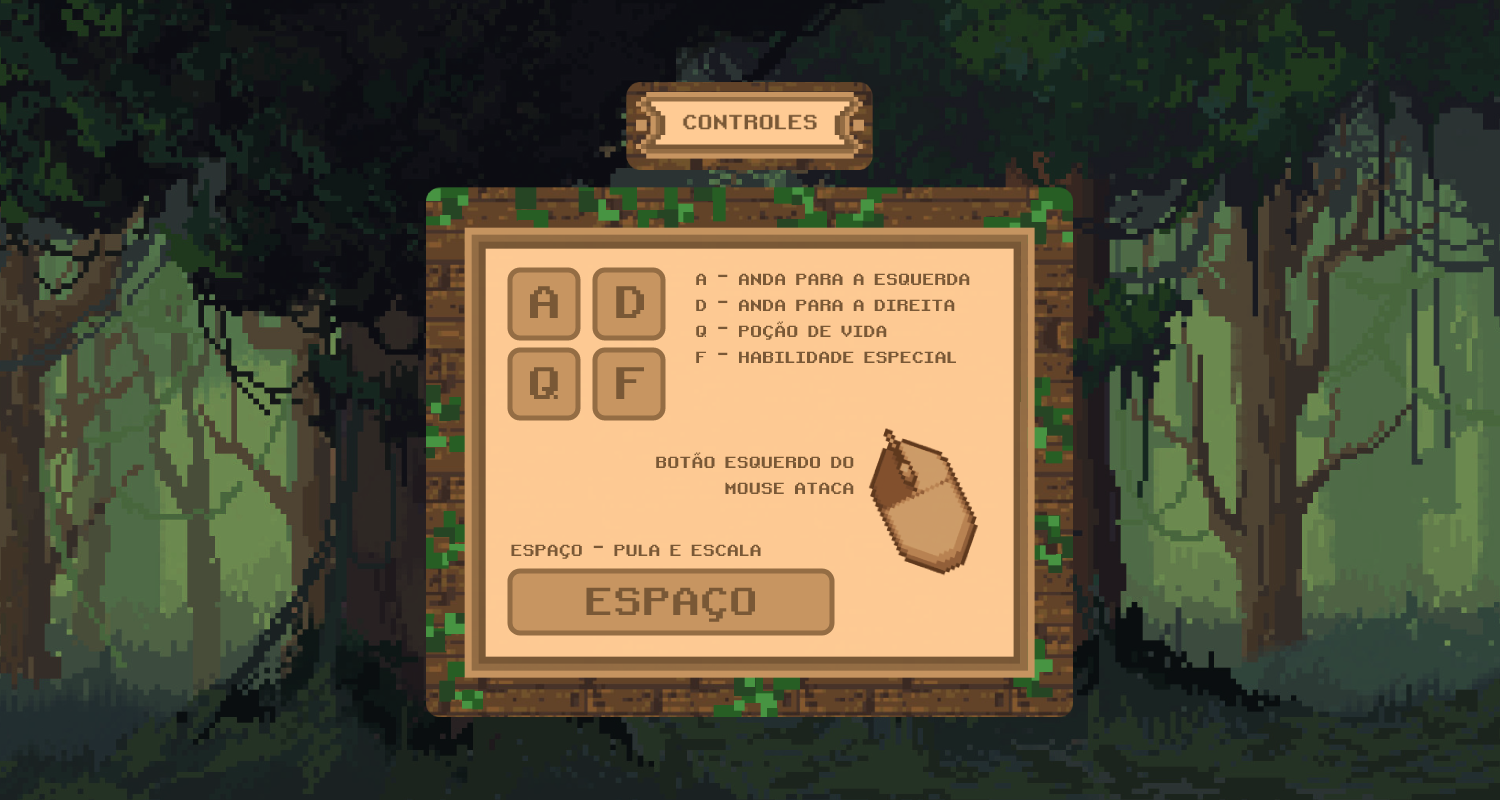 CONTROLES
A D
A - ANDA PARA A ESQUERDA
D - ANDA PARA A DIREITA
Q - POÇÃO DE VIDA
F - HABILIDADE ESPECIAL
Q F
BOTÃO ESQUERDO DO
MOUSE ATACA
ESPAÇO - PULA E ESCALA
ESPAÇO